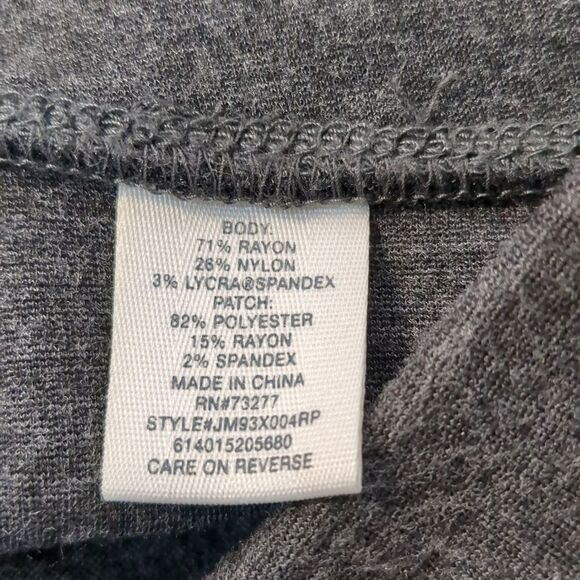 BODY:
71% RAYON
26% NYLON
3% LYCRA®SPANDEX
PATCH:
82% POLYESTER
15% RAYON
2% SPANDEX
MADE IN CHINA
RN#73277
STYLE#JM93X004RP
614015205680
CARE ON REVERSE